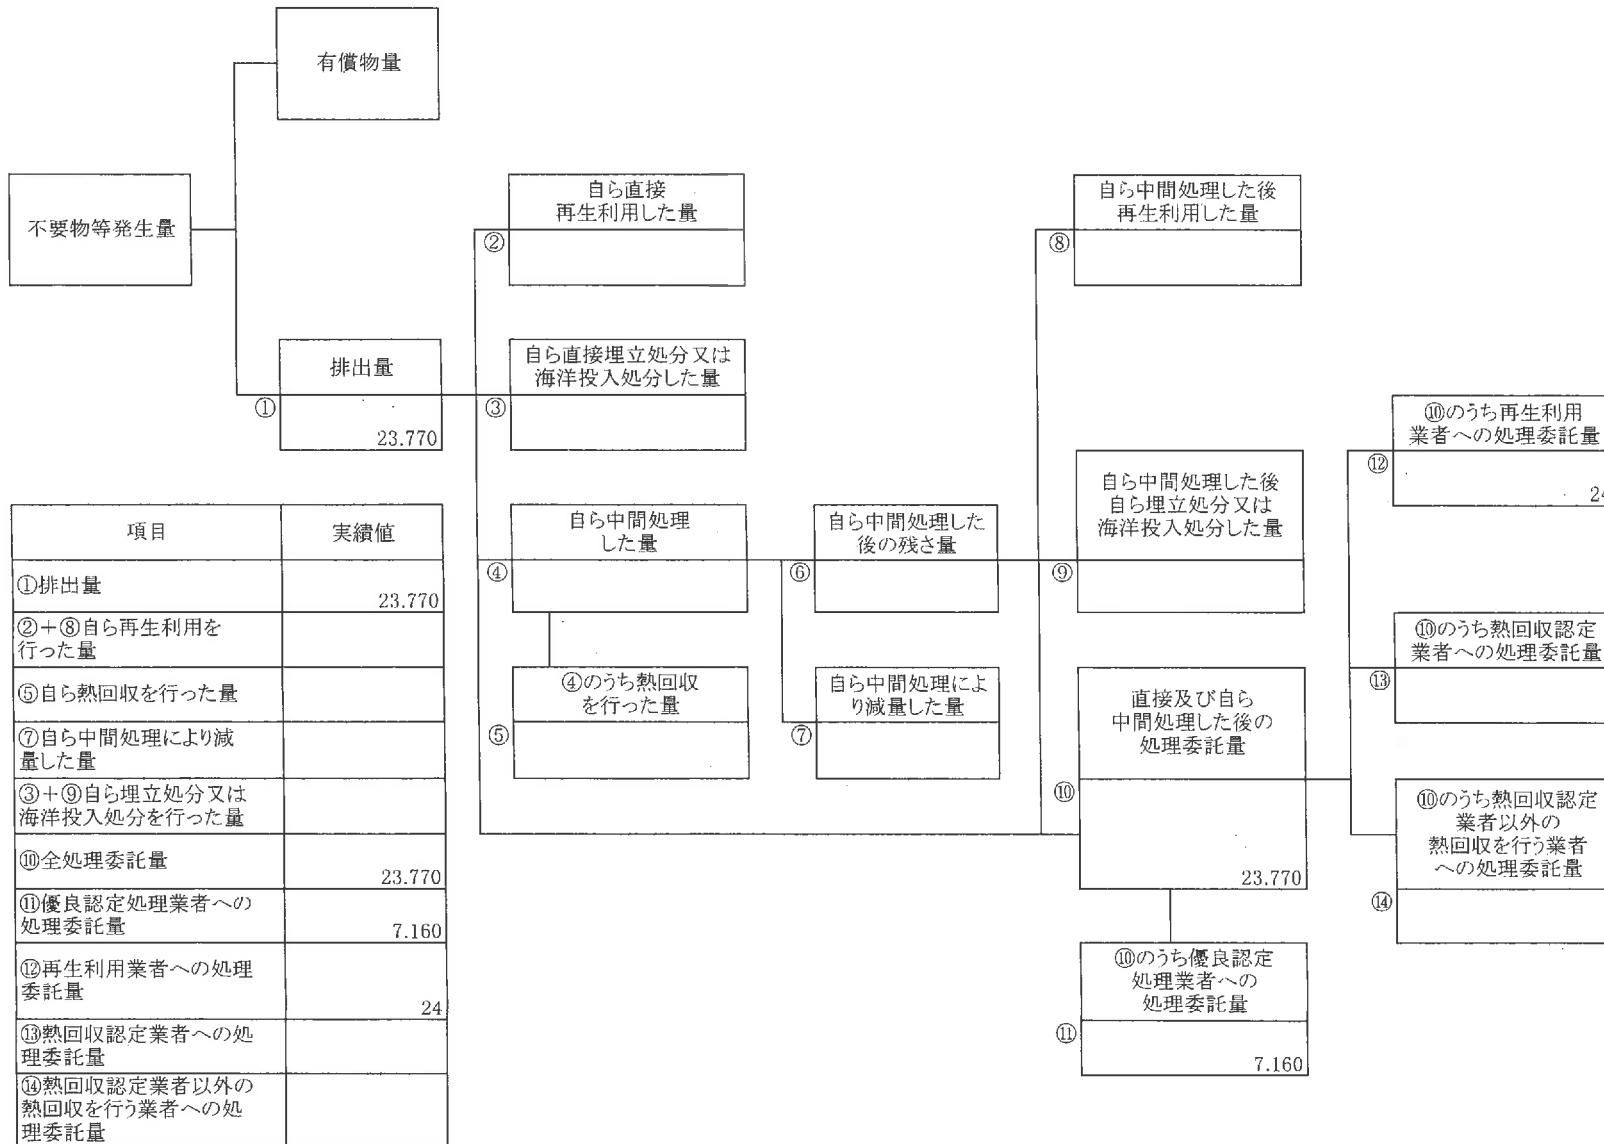 有償物量
不要物等発生量
自ら直接
再生利用した量
②
自ら中間処理した後
再生利用した量
⑧
排出量
①
23.770
自ら直接埋立処分又は
海洋投入処分した量
③
⑩のうち再生利用
業者への処理委託量
⑫
24
自ら中間処理
した量
④
自ら中間処理した
後の残さ量
⑥
自ら中間処理した後
自ら埋立処分又は
海洋投入処分した量
⑨
⑩のうち熱回収認定
業者への処理委託量
⑬
④のうち熱回収
を行った量
⑤
自ら中間処理によ
り減量した量
⑦
直接及び自ら
中間処理した後の
処理委託量
⑩
23.770
⑩のうち熱回収認定
業者以外の
熱回収を行う業者
への処理委託量
⑭
⑩のうち優良認定
処理業者への
処理委託量
⑪
7.160
項目 実績値
①排出量
23.770
②+⑧自ら再生利用を
行った量
⑤自ら熱回収を行った量
⑦自ら中間処理により減
量した量
③+⑨自ら埋立処分又は
海洋投入処分を行った量
⑩全処理委託量
23.770
⑪優良認定処理業者への
処理委託量
7.160
⑫再生利用業者への処理
委託量
24
⑬熱回収認定業者への処
理委託量
⑭熱回収認定業者以外の
熱回収を行う業者への処
理委託量